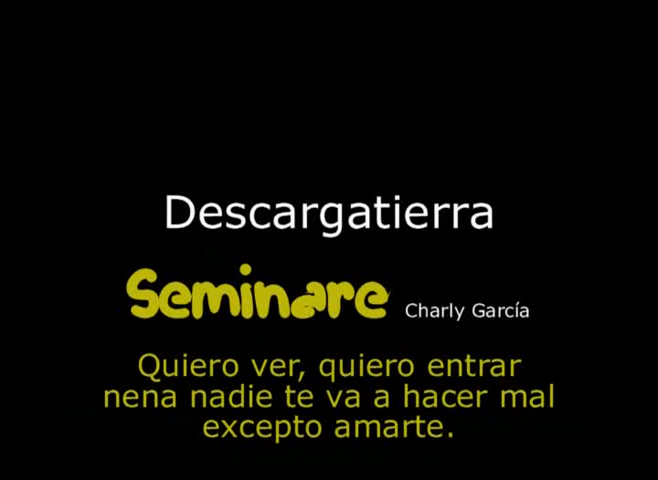 Descargatierra
Seminare Charly García
Quiero ver, quiero entrar
nena nadie te va a hacer mal
excepto amarte.